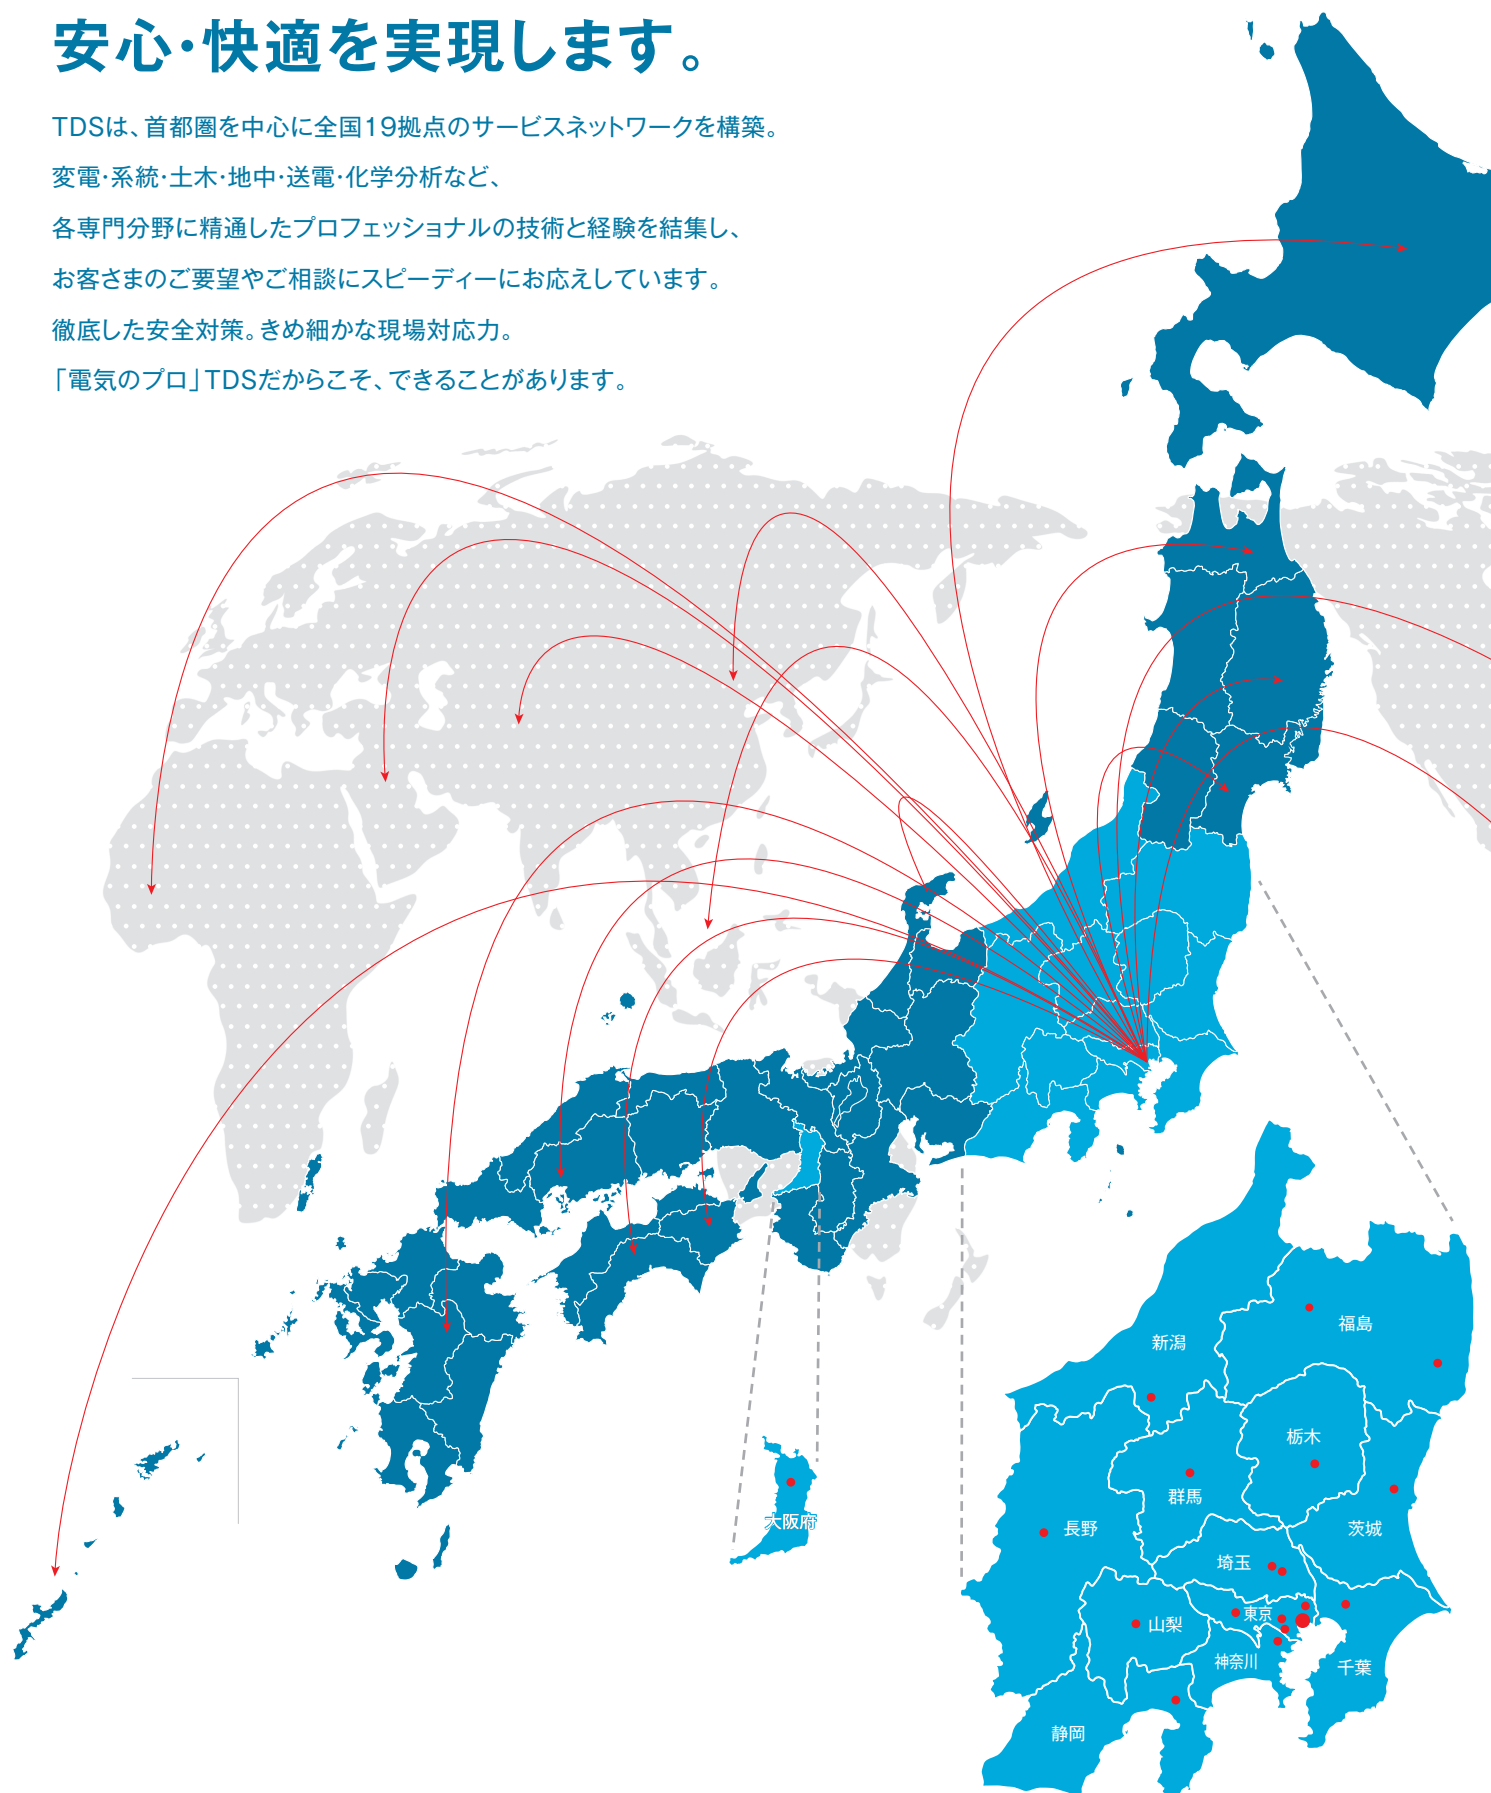 安心・快適を実現します。
TDSは、首都圏を中心に全国19拠点のサービスネットワークを構築。
変電・系統・土木・地中・送電・化学分析など、
各専門分野に精通したプロフェッショナルの技術と経験を結集し、
お客さまのご要望やご相談にスピーディーにお応えしています。
徹底した安全対策。きめ細かな現場対応力。
「電気のプロ」TDSだからこそ、できることがあります。
福島
新潟
栃木
群馬
長野
茨城
大阪府
埼玉
東京
山梨
神奈川
千葉
静岡